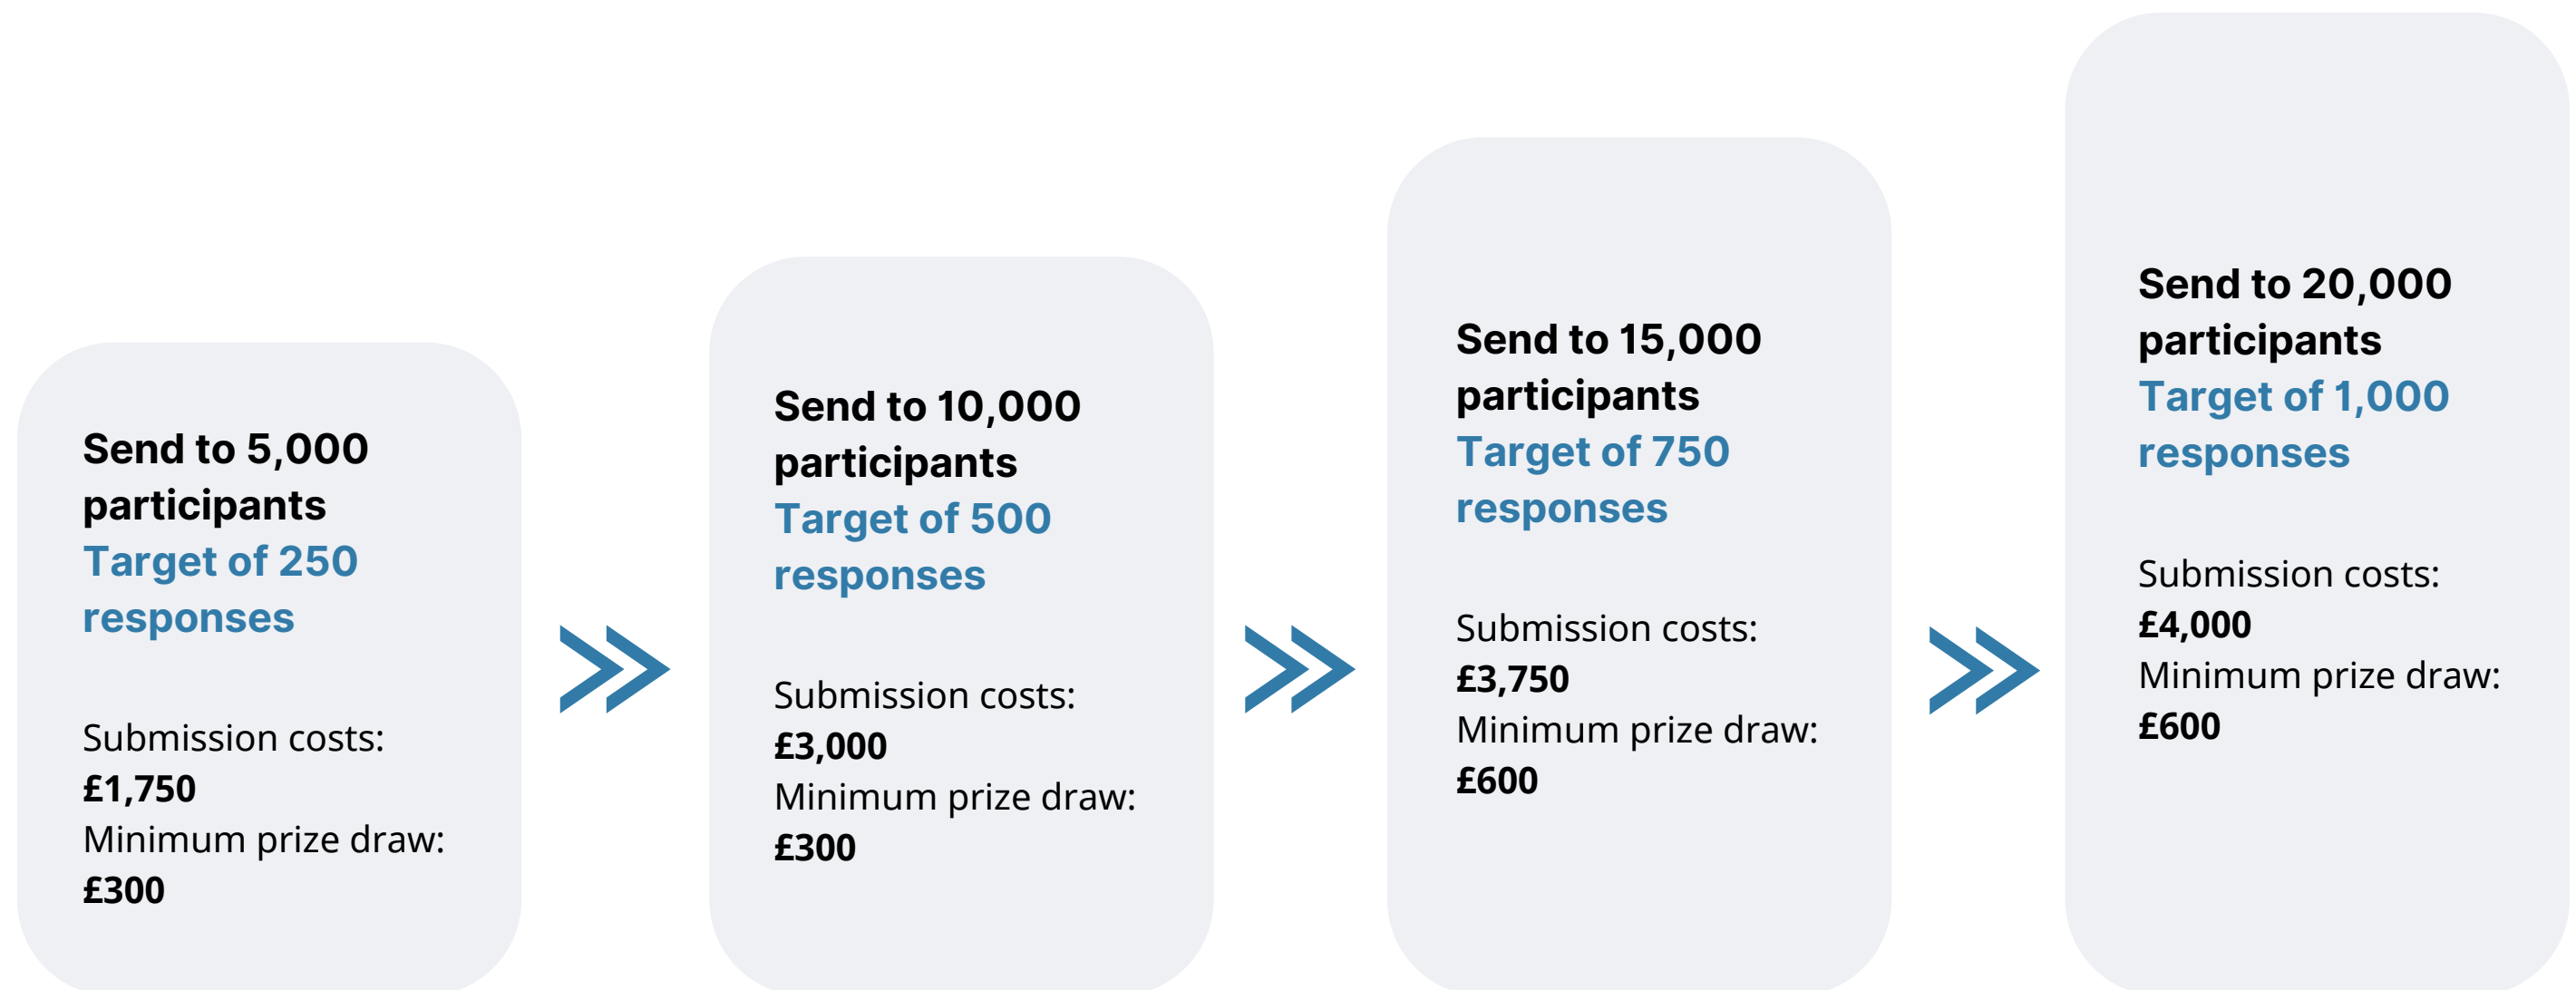 Send to 5,000
participants
Target of 250
responses
Submission costs:
£1,750
Minimum prize draw:
£300
Send to 10,000
participants
Target of 500
responses
Submission costs:
£3,000
Minimum prize draw:
£300
Send to 15,000
participants
Target of 750
responses
Submission costs:
£3,750
Minimum prize draw:
£600
Send to 20,000
participants
Target of 1,000
responses
Submission costs:
£4,000
Minimum prize draw:
£600